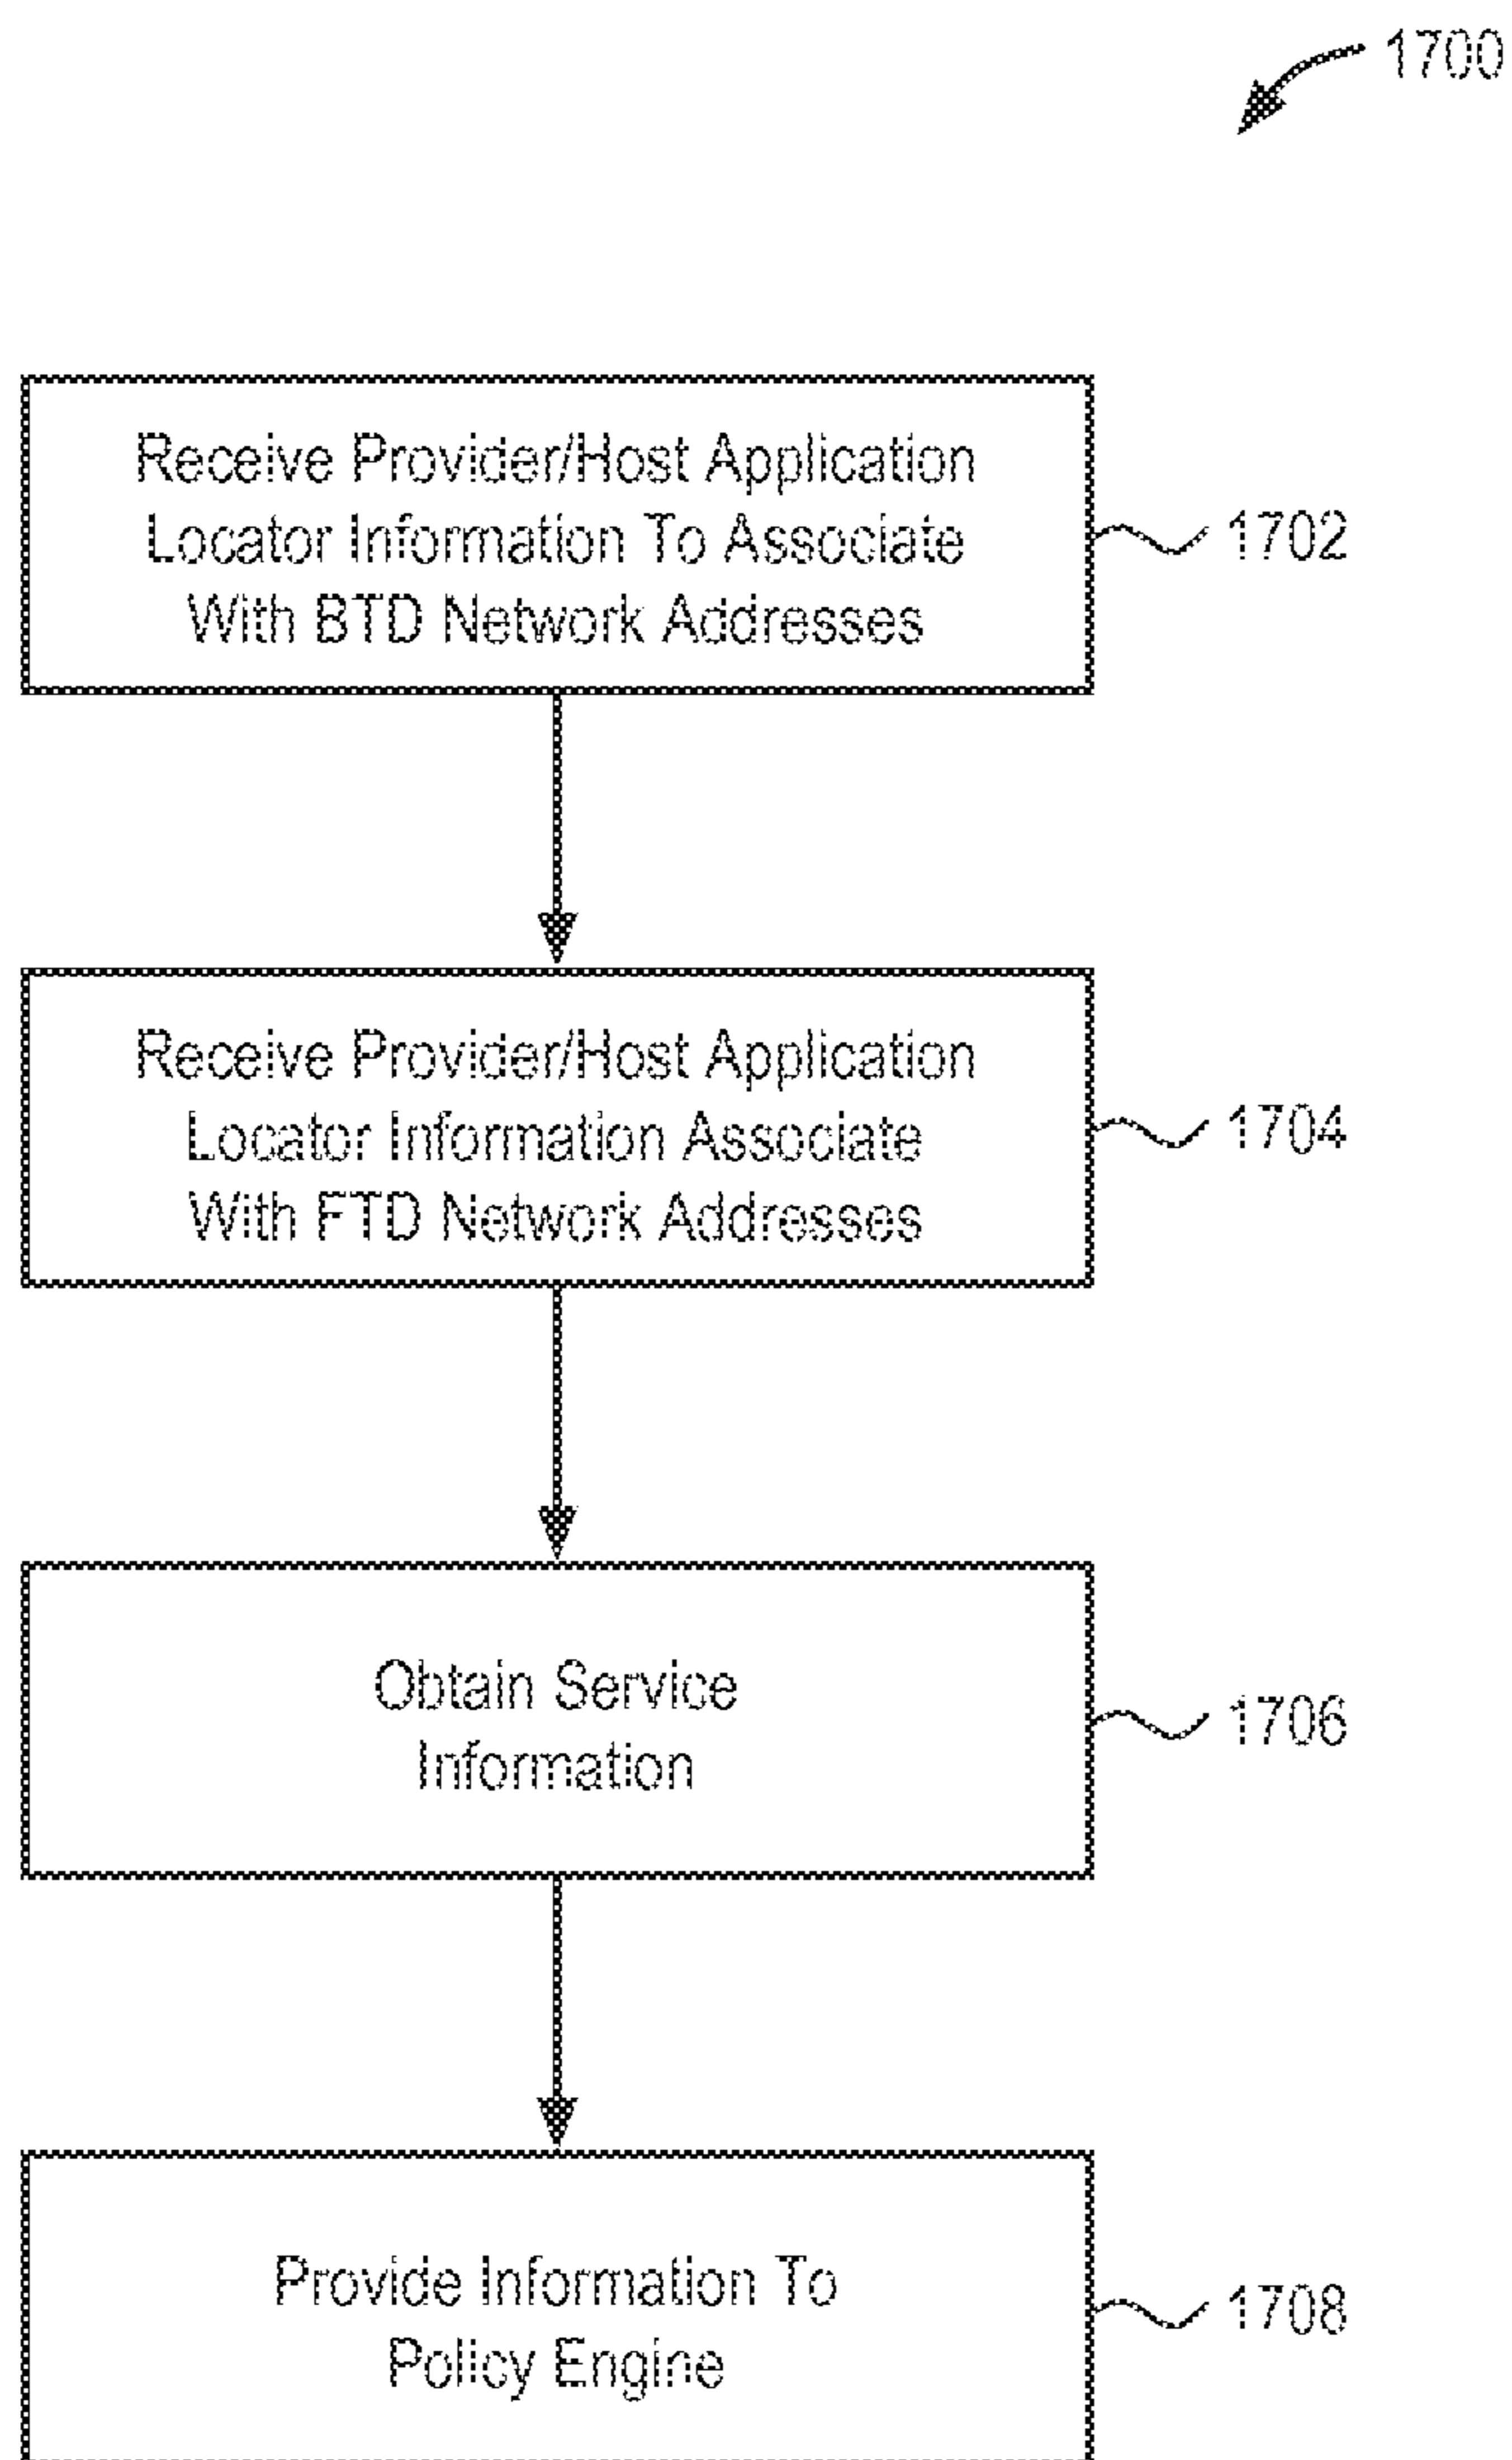 1700
Receive Provider/Host Application
Locator Information To Associate
With BTD Network Addresses
1702
Receive Provider/Host Application
Locator Information Associate
With FTD Network Addresses
1704
Obtain Service
Information
1706
Provide Information To
Policy Engine
1708